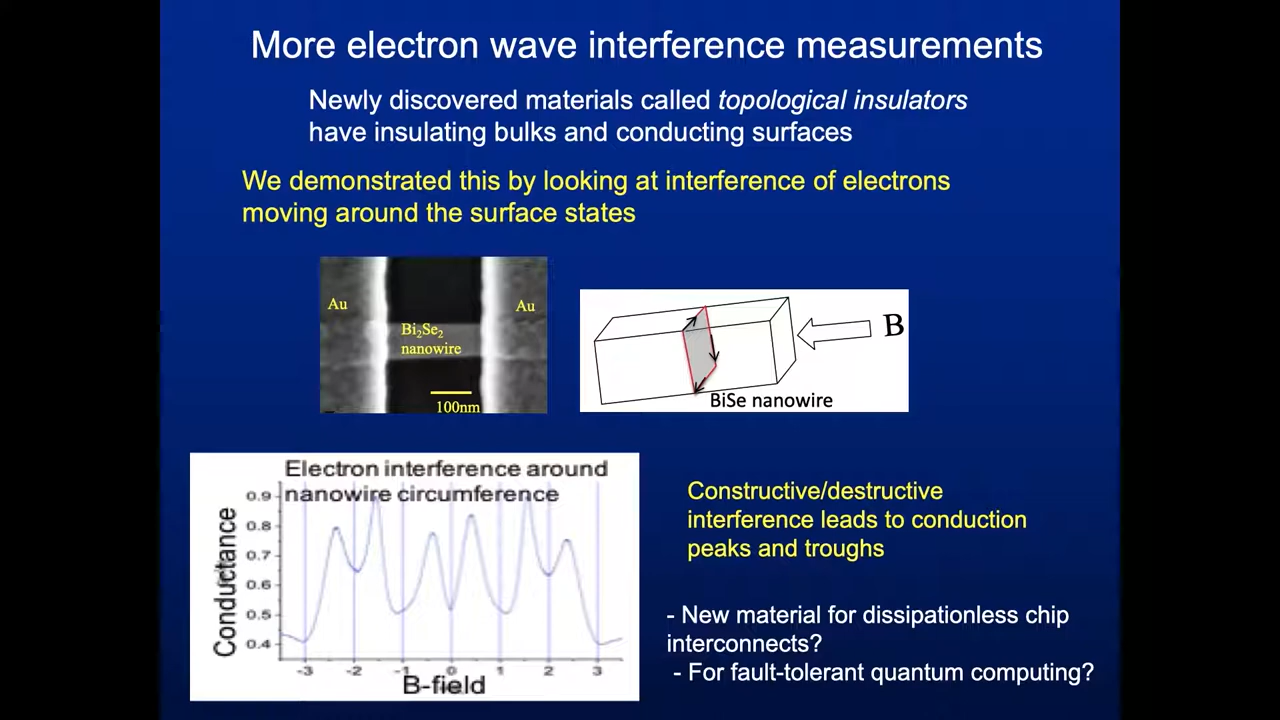 More electron wave interference measurements
Newly discovered materials called topological insulators
have insulating bulks and conducting surfaces
We demonstrated this by looking at interference of electrons
moving around the surface states
Au
Au
Bi₂Se₂
nanowire
100nm
B
BiSe nanowire
Electron interference around
nanowire circumference
Conductance
0.9
0.8
0.7
0.6
0.5
0.4
-3 -2 -1 0 1 2 3
B-field
Constructive/destructive
interference leads to conduction
peaks and troughs
- New material for dissipationless chip
interconnects?
- For fault-tolerant quantum computing?